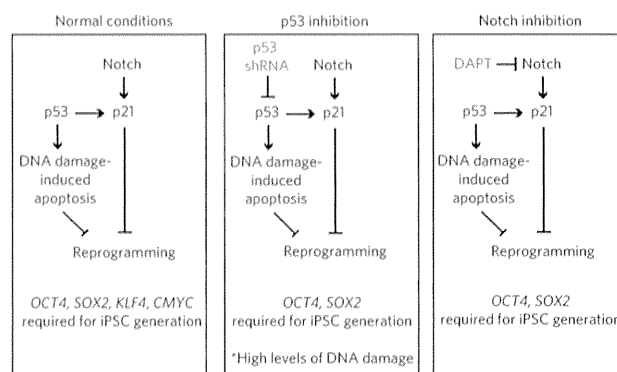 Normal conditions
Notch
p53
p21
DNA damage-
induced
apoptosis
Reprogramming
OCT4, SOX2, KLF4, CMYC
required for iPSC generation
p53 inhibition
p53
shRNA
Notch
p53
p21
DNA damage-
induced
apoptosis
Reprogramming
OCT4, SOX2
required for iPSC generation
*High levels of DNA damage
Notch inhibition
DAPT
Notch
p53
p21
DNA damage-
induced
apoptosis
Reprogramming
OCT4, SOX2
required for iPSC generation